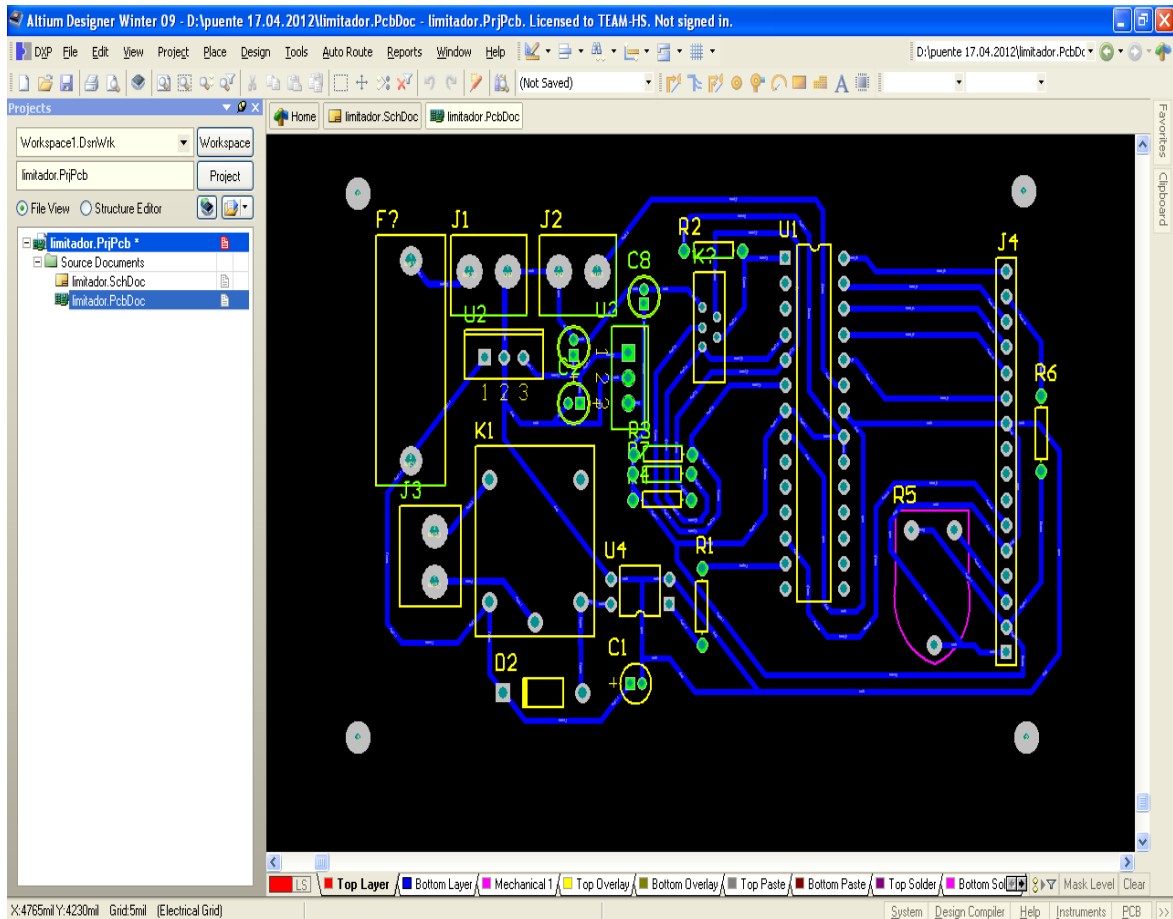 Altium Designer Winter 09 - D:\puente 17.04.2012\limitador.PcbDoc - limitador.PrjPcb. Licensed to TEAM-HS. Not signed in.
DXP File Edit View Project Place Design Tools Auto Route Reports Window Help
D:\puente 17.04.2012\limitador.PcbDc
(Not Saved)
Projects
Home limitador.SchDoc limitador.PcbDoc
Workspace1.DsnWrk Workspace
limitador.PrjPcb Project
File View Structure Editor
limitador.PrjPcb *
Source Documents
limitador.SchDoc
limitador.PcbDoc
Favorites
Clipboard
F? J1 J2 R2 U1
J4
K?
C8
U2
1 2 3
1
2
3
R6
K1
J3
R5
R4
U4 R1
C1
D2
+
LS Top Layer Bottom Layer Mechanical 1 Top Overlay Bottom Overlay Top Paste Bottom Paste Top Solder Bottom Sol Mask Level Clear
X:4765mil Y:4230mil Grid:5mil (Electrical Grid)
System Design Compiler Help Instruments PCB >>